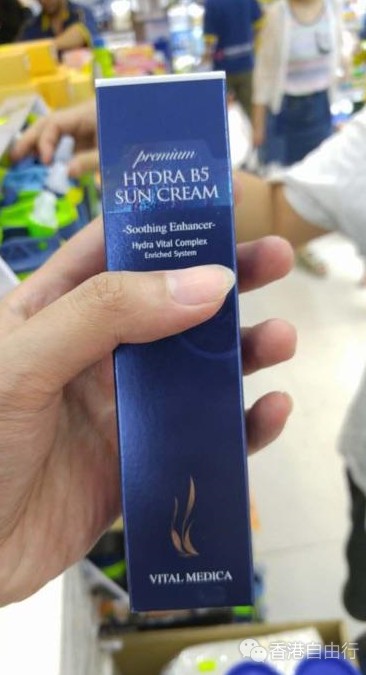 premium
HYDRA B5
SUN CREAM
-Soothing Enhancer-
Hydra Vital Complex
Enriched System
VITAL MEDICA
香港自由行